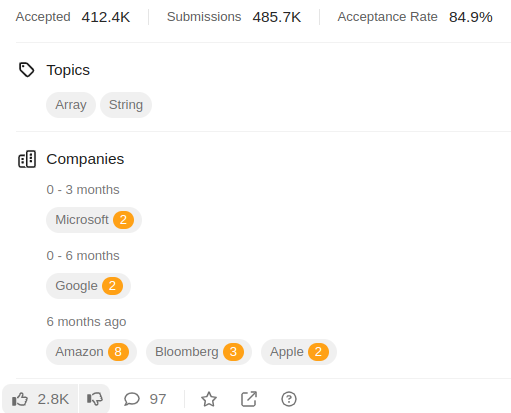 Accepted 412.4K Submissions 485.7K Acceptance Rate 84.9%
Topics
Array String
Companies
0 - 3 months
Microsoft 2
0 - 6 months
Google 2
6 months ago
Amazon 8 Bloomberg 3 Apple 2
2.8K 97